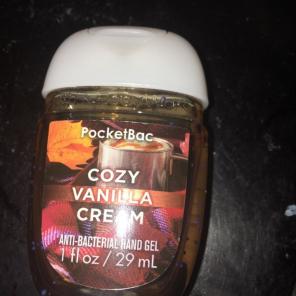 PocketBac
COZY
VANILLA
CREAM
ANTI-BACTERIAL HAND GEL
1 fl oz / 29 mL